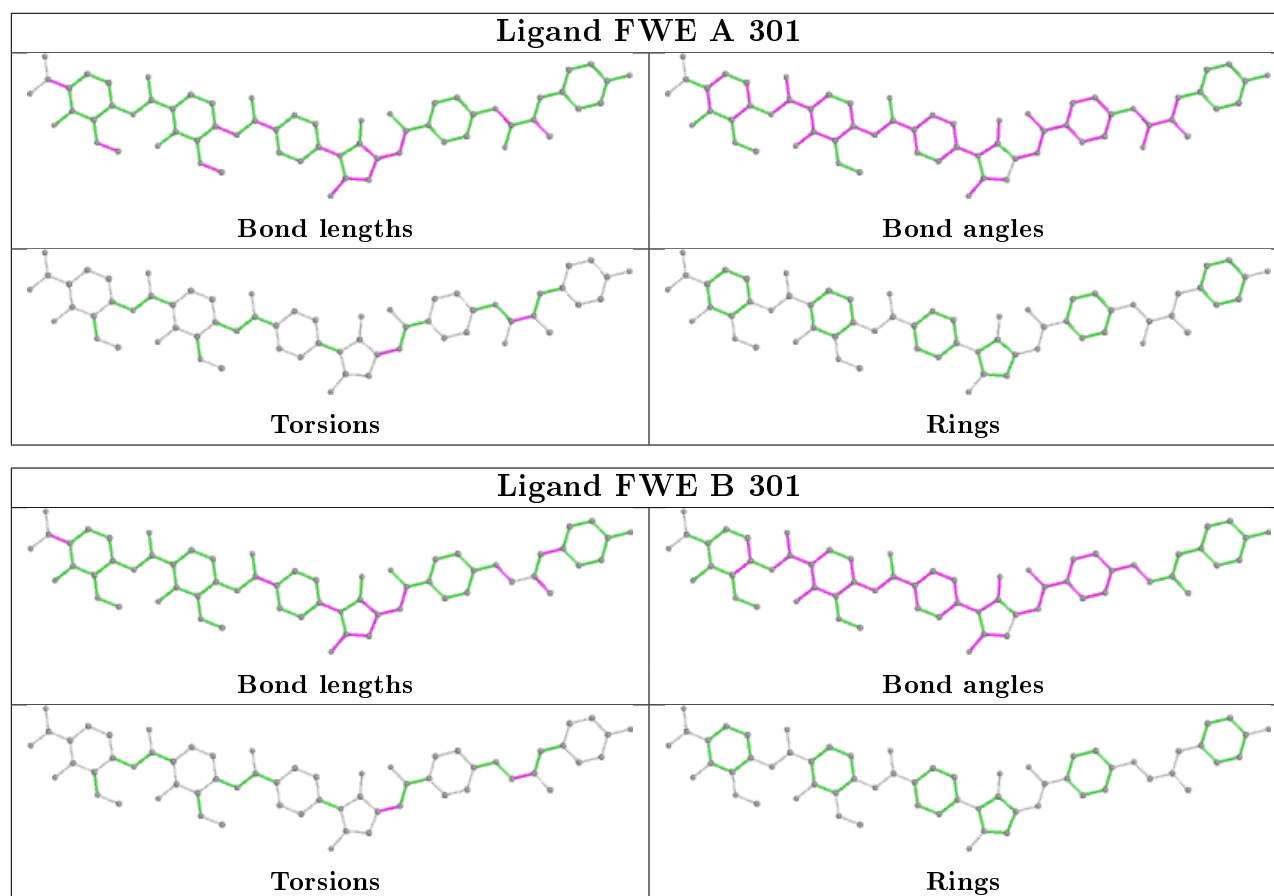 Ligand FWE A 301
Bond lengths
Bond angles
Torsions
Rings
Ligand FWE B 301
Bond lengths
Bond angles
Torsions
Rings